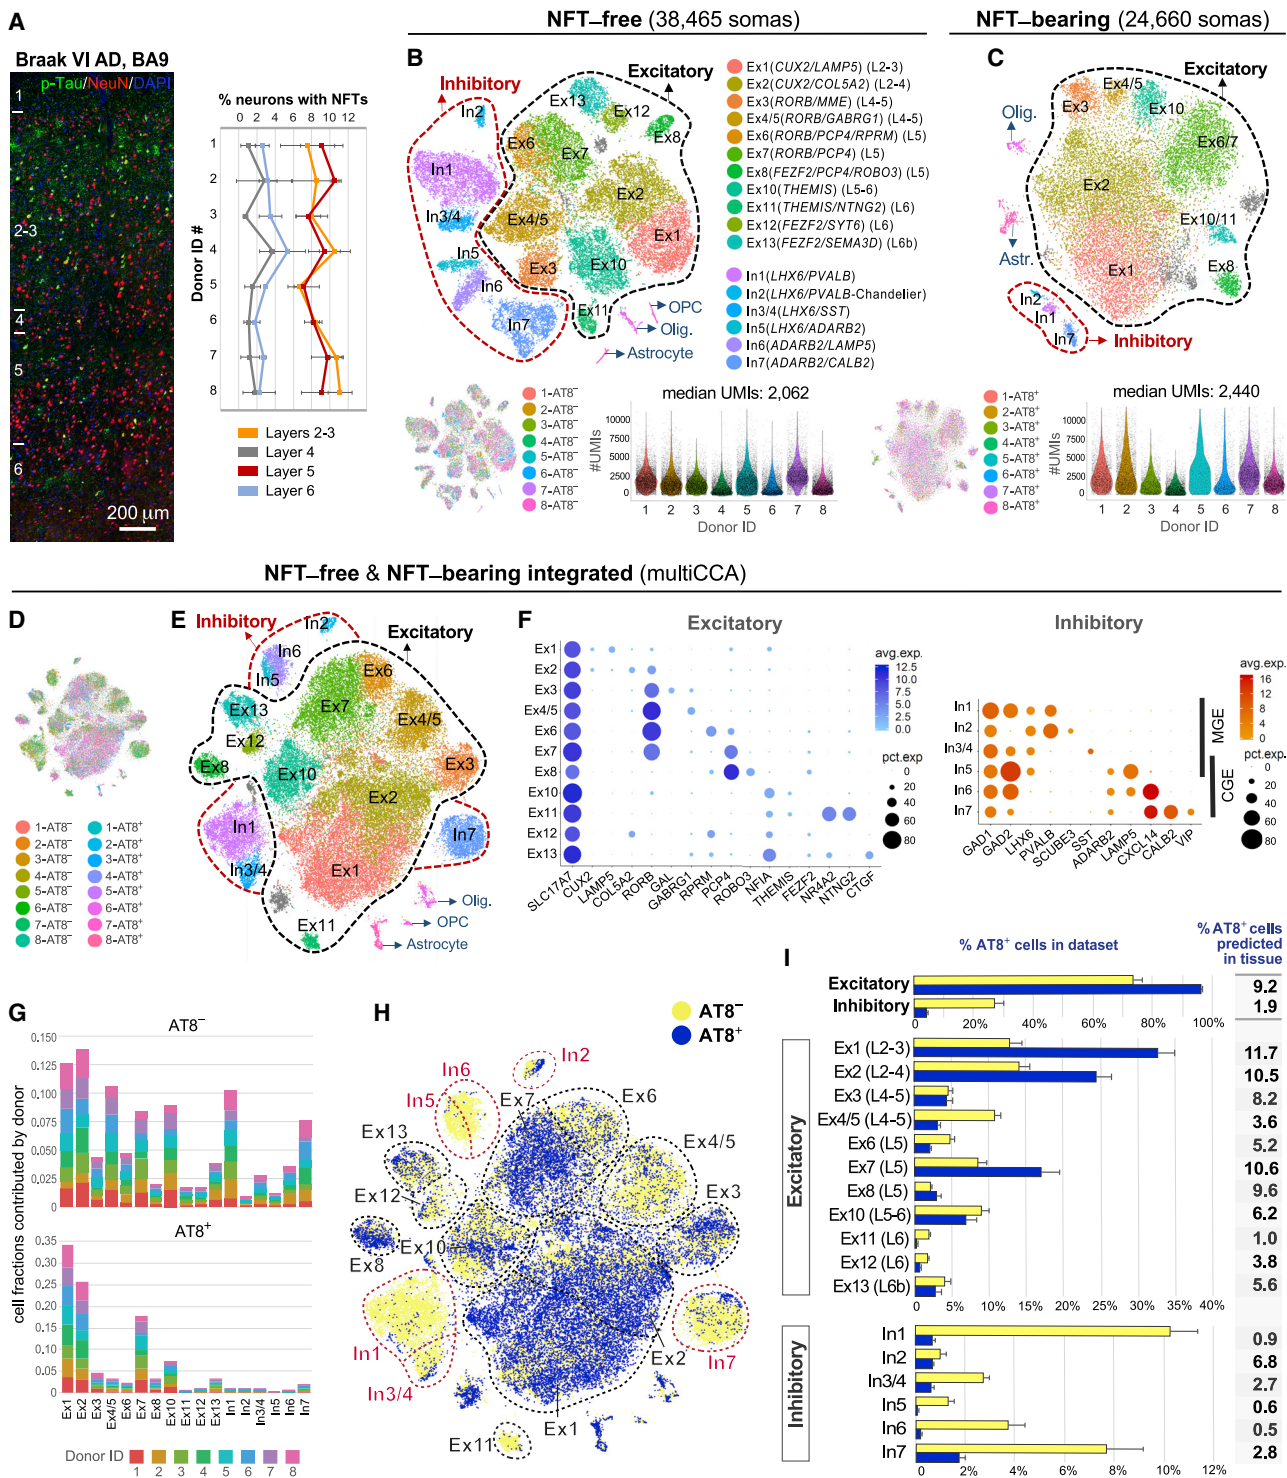 NFT–free (38,465 somas)
NFT–bearing (24,660 somas)
A
Braak VI AD, BA9
p-Tau/NeuN/DAPI
1
2-3
4
5
6
200 µm
% neurons with NFTs
0 2 4 6 8 10 12
Donor ID #
1
2
3
4
5
6
7
8
Layers 2-3
Layer 4
Layer 5
Layer 6
B
Inhibitory
Excitatory
In2
Ex13
Ex12
Ex8
Ex6
Ex7
In1
Ex2
In3/4
Ex4/5
Ex1
In5
Ex3
Ex10
In6
Ex11
In7
OPC
Olig.
Astrocyte
Ex1(CUX2/LAMP5) (L2-3)
Ex2(CUX2/COL5A2) (L2-4)
Ex3(RORB/MME) (L4-5)
Ex4/5(RORB/GABRG1) (L4-5)
Ex6(RORB/PCP4/RPRM) (L5)
Ex7(RORB/PCP4) (L5)
Ex8(FEZF2/PCP4/ROBO3) (L5)
Ex10(THEMIS) (L5-6)
Ex11(THEMIS/NTNG2) (L6)
Ex12(FEZF2/SYT6) (L6)
Ex13(FEZF2/SEMA3D) (L6b)
In1(LHX6/PVALB)
In2(LHX6/PVALB-Chandelier)
In3/4(LHX6/SST)
In5(LHX6/ADARB2)
In6(ADARB2/LAMP5)
In7(ADARB2/CALB2)
1-AT8⁻
2-AT8⁻
3-AT8⁻
4-AT8⁻
5-AT8⁻
6-AT8⁻
7-AT8⁻
8-AT8⁻
median UMIs: 2,062
#UMIs
10000
7500
5000
2500
0
1 2 3 4 5 6 7 8
Donor ID
C
Excitatory
Ex4/5
Ex3
Ex10
Olig.
Ex6/7
Ex2
Ex10/11
Astr.
Ex1
Ex8
In2
In1
In7
Inhibitory
1-AT8⁺
2-AT8⁺
3-AT8⁺
4-AT8⁺
5-AT8⁺
6-AT8⁺
7-AT8⁺
8-AT8⁺
median UMIs: 2,440
#UMIs
10000
7500
5000
2500
0
1 2 3 4 5 6 7 8
Donor ID
NFT–free & NFT–bearing integrated (multiCCA)
D
1-AT8⁻ 1-AT8⁺
2-AT8⁻ 2-AT8⁺
3-AT8⁻ 3-AT8⁺
4-AT8⁻ 4-AT8⁺
5-AT8⁻ 5-AT8⁺
6-AT8⁻ 6-AT8⁺
7-AT8⁻ 7-AT8⁺
8-AT8⁻ 8-AT8⁺
E
Inhibitory
In2
Excitatory
In6
In5
Ex6
Ex7
Ex13
Ex4/5
Ex12
Ex8
Ex10
Ex3
Ex2
In1
In7
In3/4
Ex1
Ex11
Olig.
OPC
Astrocyte
F
Excitatory
Ex1
Ex2
Ex3
Ex4/5
Ex6
Ex7
Ex8
Ex10
Ex11
Ex12
Ex13
SLC17A7
CUX2
LAMP5
COL5A2
RORB
GAL
GABRG1
RPRM
PCP4
ROBO3
NFIA
THEMIS
FEZF2
NR4A2
NTNG2
CTGF
avg.exp.
12.5
10.0
7.5
5.0
2.5
0.0
pct.exp.
0
20
40
60
80
Inhibitory
In1
In2
In3/4
In5
In6
In7
GAD1
GAD2
LHX6
PVALB
SCUBE3
SST
ADARB2
LAMP5
CXCL14
CALB2
VIP
MGE
CGE
avg.exp.
16
12
8
4
0
pct.exp.
0
20
40
60
80
G
AT8⁻
cell fractions contributed by donor
0.150
0.125
0.100
0.075
0.050
0,025
0
AT8⁺
0.35
0.30
0.25
0.20
0.15
0.10
0.05
0
Ex1
Ex2
Ex3
Ex4/5
Ex6
Ex7
Ex8
Ex10
Ex11
Ex12
Ex13
In1
In2
In3/4
In5
In6
In7
Donor ID
1 2 3 4 5 6 7 8
H
AT8⁻
AT8⁺
In2
In6
In5
Ex7
Ex6
Ex13
Ex4/5
Ex12
Ex3
Ex10
Ex8
In1
Ex2
In7
In3/4
Ex1
Ex11
I
% AT8⁺ cells in dataset
% AT8⁺ cells
predicted
in tissue
Excitatory 9.2
Inhibitory 1.9
0 20% 40% 60% 80% 100%
Excitatory
Ex1 (L2-3) 11.7
Ex2 (L2-4) 10.5
Ex3 (L4-5) 8.2
Ex4/5 (L4-5) 3.6
Ex6 (L5) 5.2
Ex7 (L5) 10.6
Ex8 (L5) 9.6
Ex10 (L5-6) 6.2
Ex11 (L6) 1.0
Ex12 (L6) 3.8
Ex13 (L6b) 5.6
0 5% 10% 15% 20% 25% 30% 35% 40%
Inhibitory
In1 0.9
In2 6.8
In3/4 2.7
In5 0.6
In6 0.5
In7 2.8
0 2% 4% 6% 8% 10% 12%